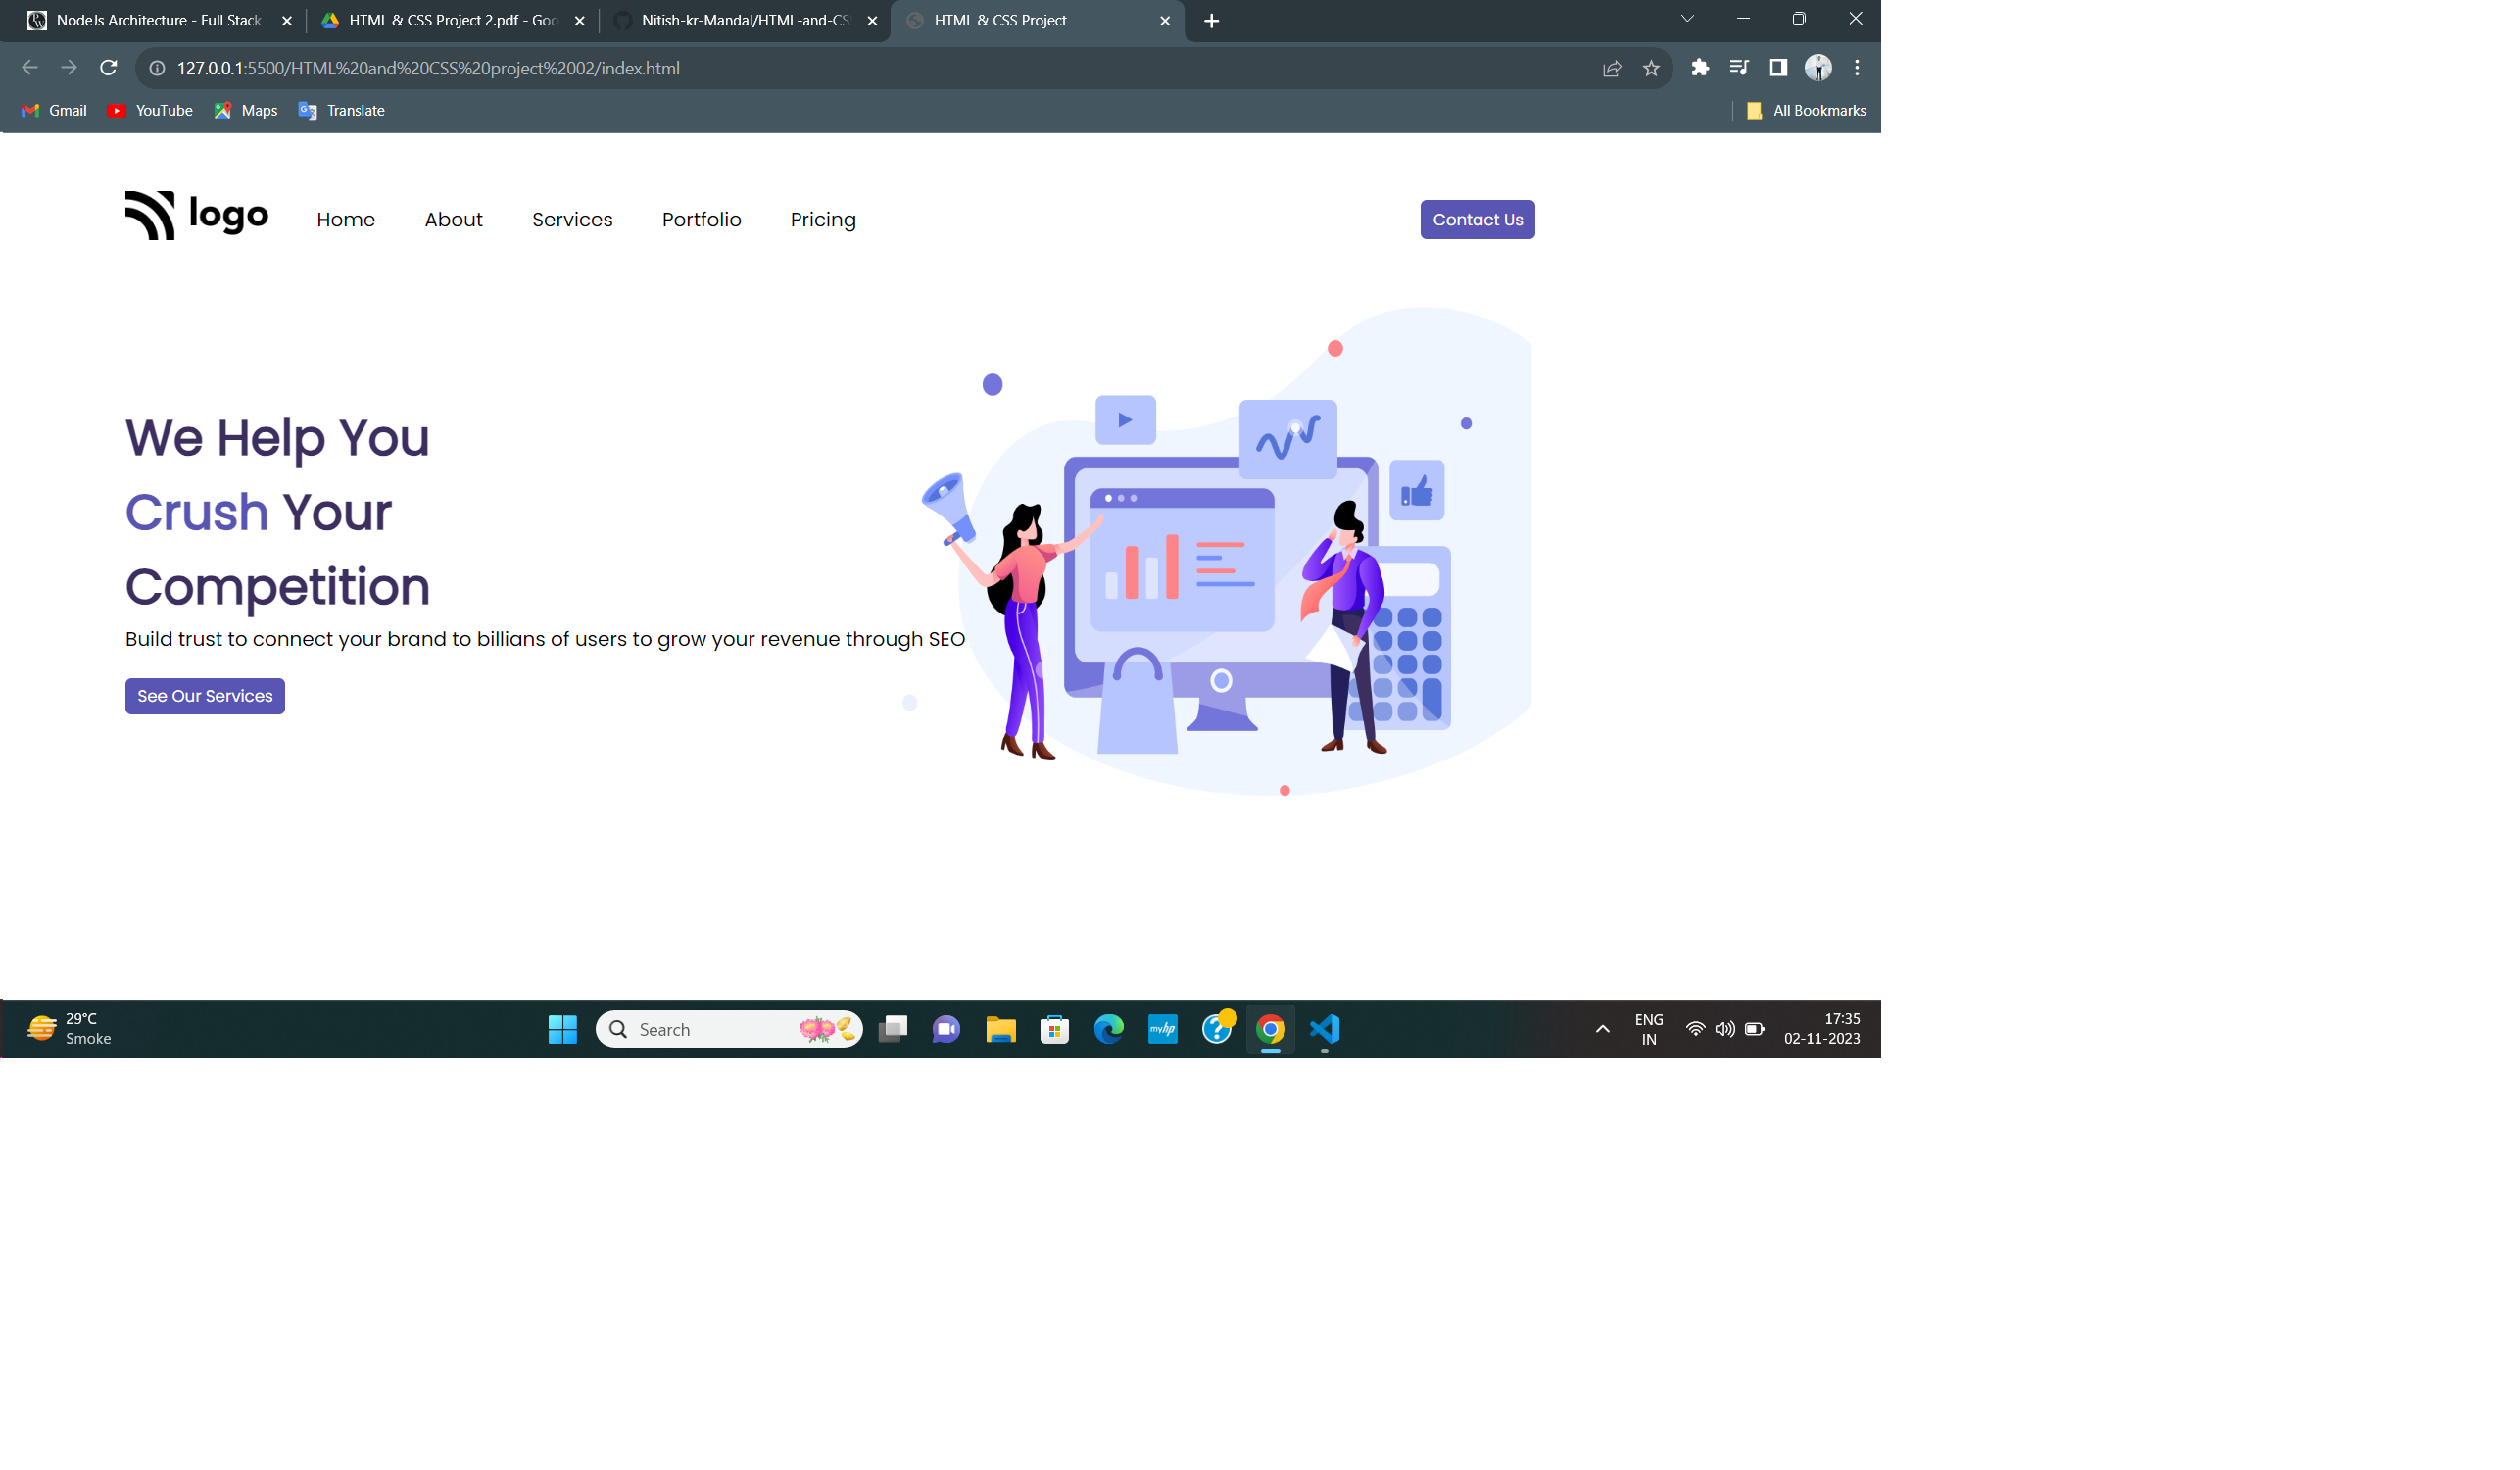 NodeJs Architecture - Full Stack
HTML & CSS Project 2.pdf - Goo
Nitish-kr-Mandal/HTML-and-CS
HTML & CSS Project
127.0.0.1:5500/HTML%20and%20CSS%20project%2002/index.html
Gmail YouTube Maps Translate All Bookmarks
logo Home About Services Portfolio Pricing Contact Us
We Help You
Crush Your
Competition
Build trust to connect your brand to billians of users to grow your revenue through SEO
See Our Services
29°C
Smoke
Search
myhp
ENG
IN
17:35
02-11-2023